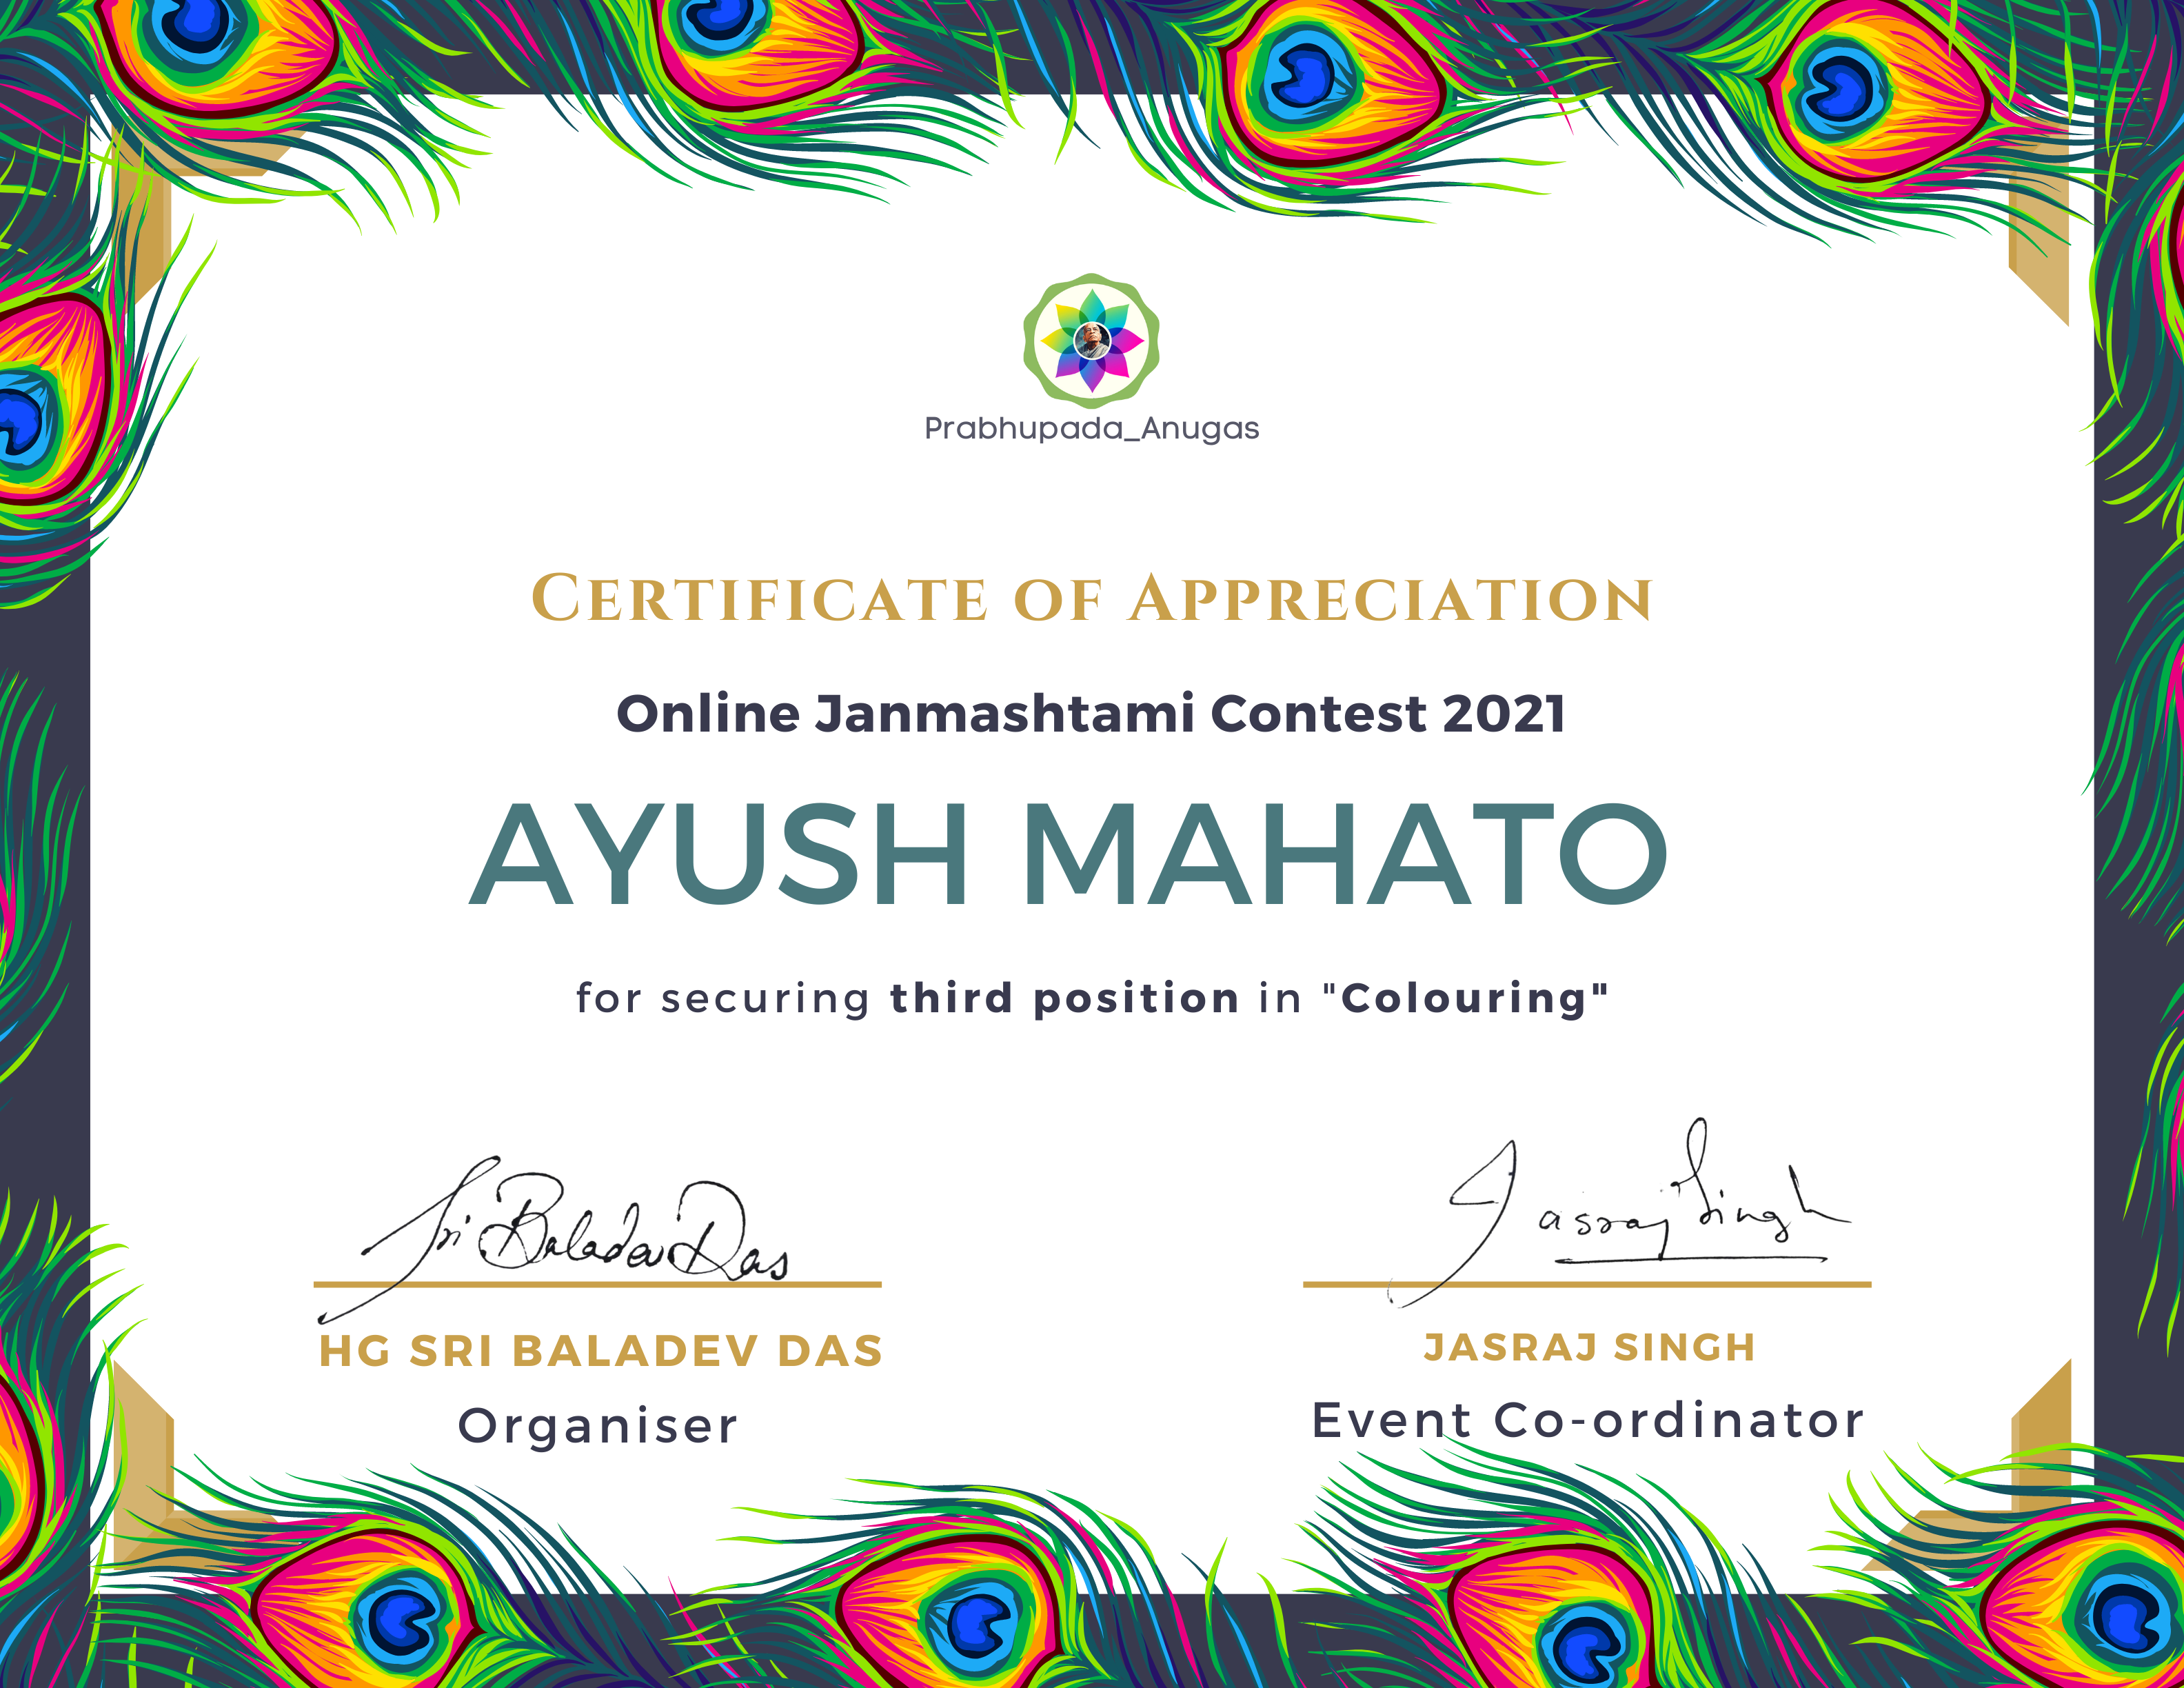 Prabhupada_Anugas
Certificate of Appreciation
Online Janmashtami Contest 2021
AYUSH MAHATO
for securing third position in "Colouring"
Sri Baladev Das
Jasraj Singh
HG SRI BALADEV DAS
JASRAJ SINGH
Organiser
Event Co-ordinator